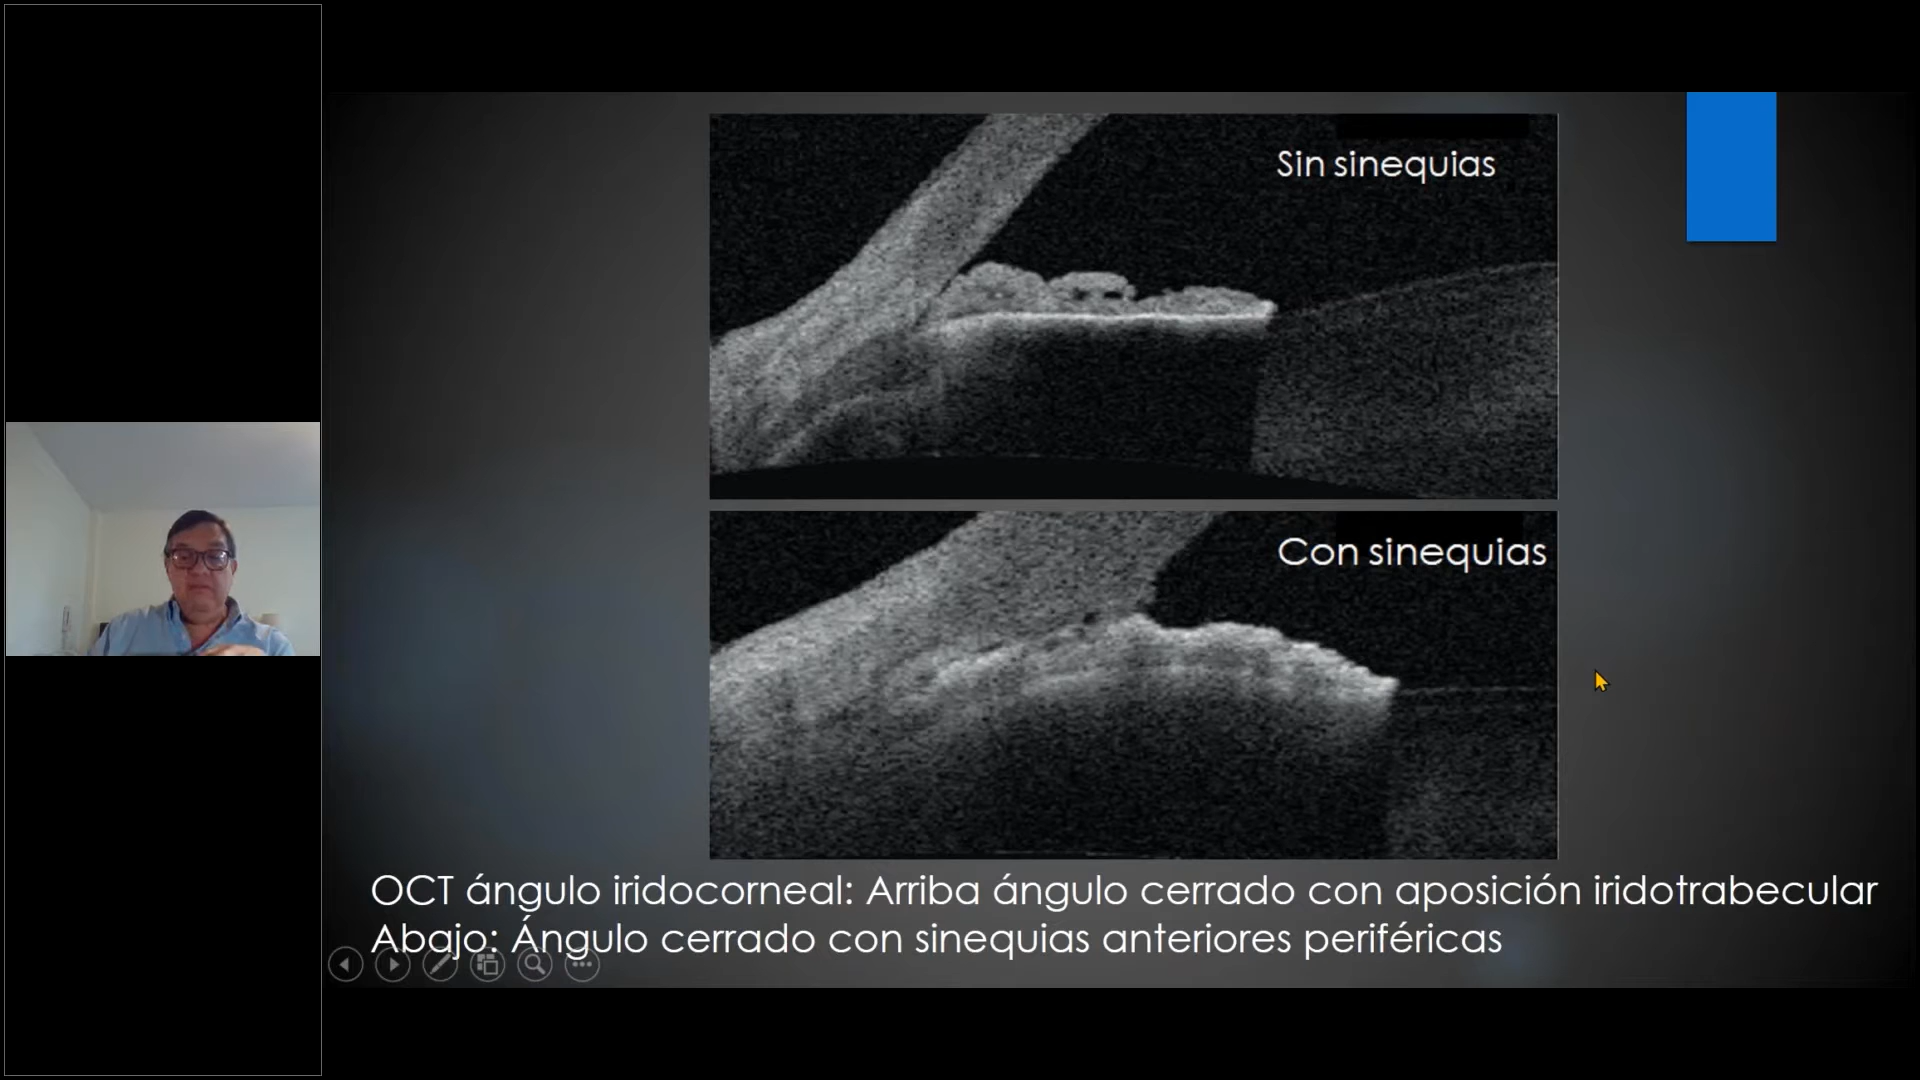 Sin sinequias
Con sinequias
OCT ángulo iridocorneal: Arriba ángulo cerrado con aposición iridotrabecular
Abajo: Ángulo cerrado con sinequias anteriores periféricas